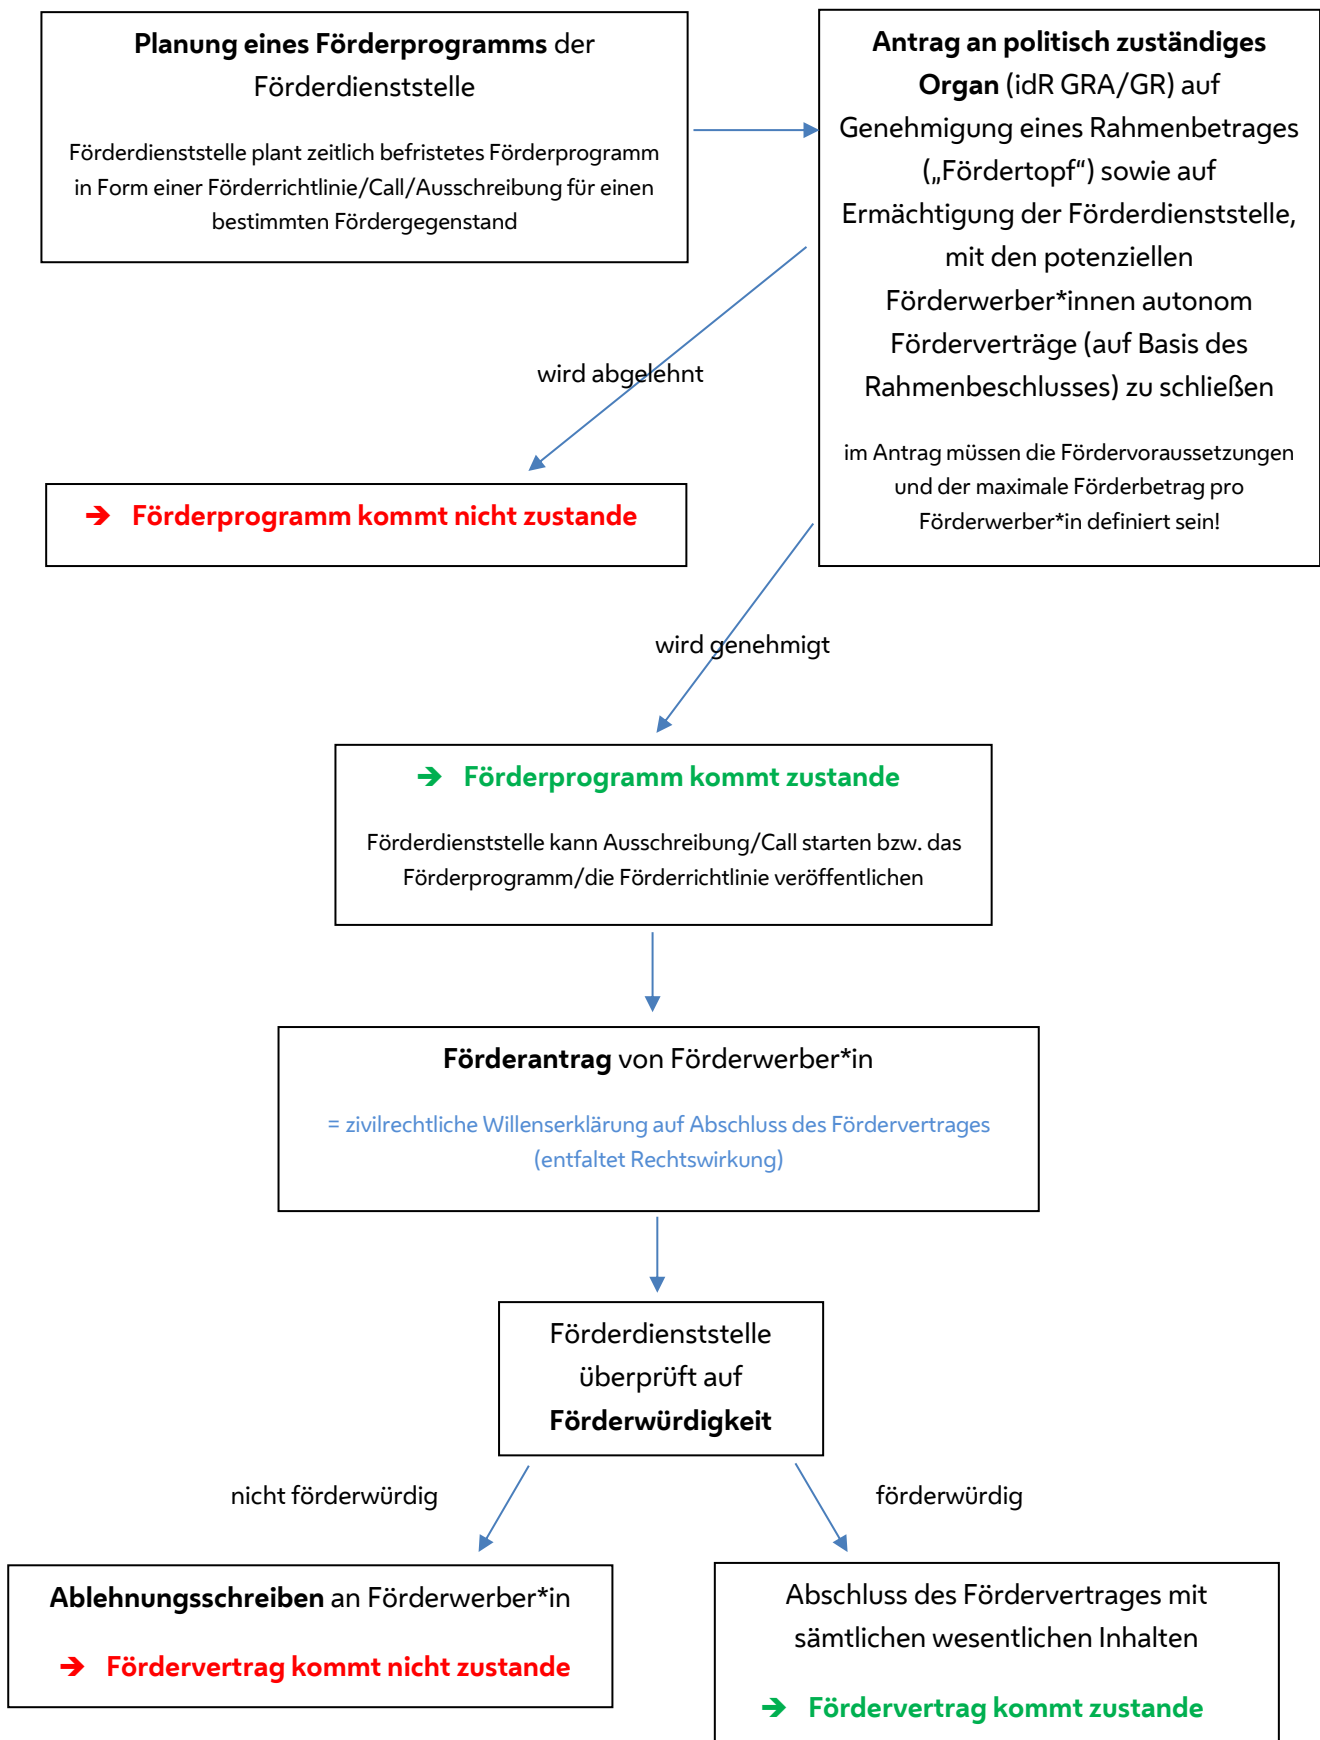 Planung eines Förderprogramms der
Förderdienststelle
Förderdienststelle plant zeitlich befristetes Förderprogramm
in Form einer Förderrichtlinie/Call/Ausschreibung für einen
bestimmten Fördergegenstand
Antrag an politisch zuständiges
Organ (idR GRA/GR) auf
Genehmigung eines Rahmenbetrages
(„Fördertopf“) sowie auf
Ermächtigung der Förderdienststelle,
mit den potenziellen
Förderwerber*innen autonom
Förderverträge (auf Basis des
Rahmenbeschlusses) zu schließen
im Antrag müssen die Fördervoraussetzungen
und der maximale Förderbetrag pro
Förderwerber*in definiert sein!
wird abgelehnt
➔ Förderprogramm kommt nicht zustande
wird genehmigt
➔ Förderprogramm kommt zustande
Förderdienststelle kann Ausschreibung/Call starten bzw. das
Förderprogramm/die Förderrichtlinie veröffentlichen
Förderantrag von Förderwerber*in
= zivilrechtliche Willenserklärung auf Abschluss des Fördervertrages
(entfaltet Rechtswirkung)
Förderdienststelle
überprüft auf
Förderwürdigkeit
nicht förderwürdig
förderwürdig
Ablehnungsschreiben an Förderwerber*in
➔ Fördervertrag kommt nicht zustande
Abschluss des Fördervertrages mit
sämtlichen wesentlichen Inhalten
➔ Fördervertrag kommt zustande